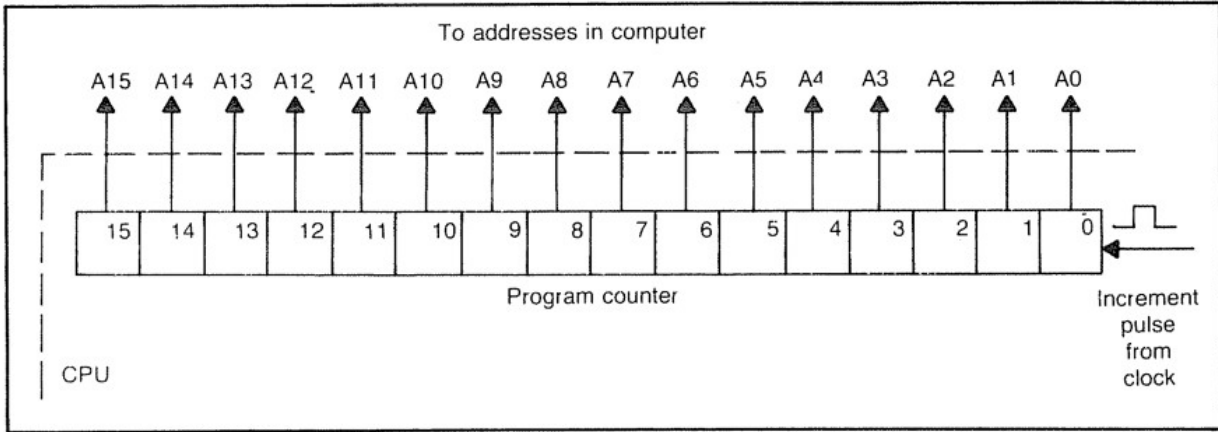 To addresses in computer
A15 A14 A13 A12 A11 A10 A9 A8 A7 A6 A5 A4 A3 A2 A1 A0
15 14 13 12 11 10 9 8 7 6 5 4 3 2 1 0
Program counter
Increment
pulse
from
clock
CPU